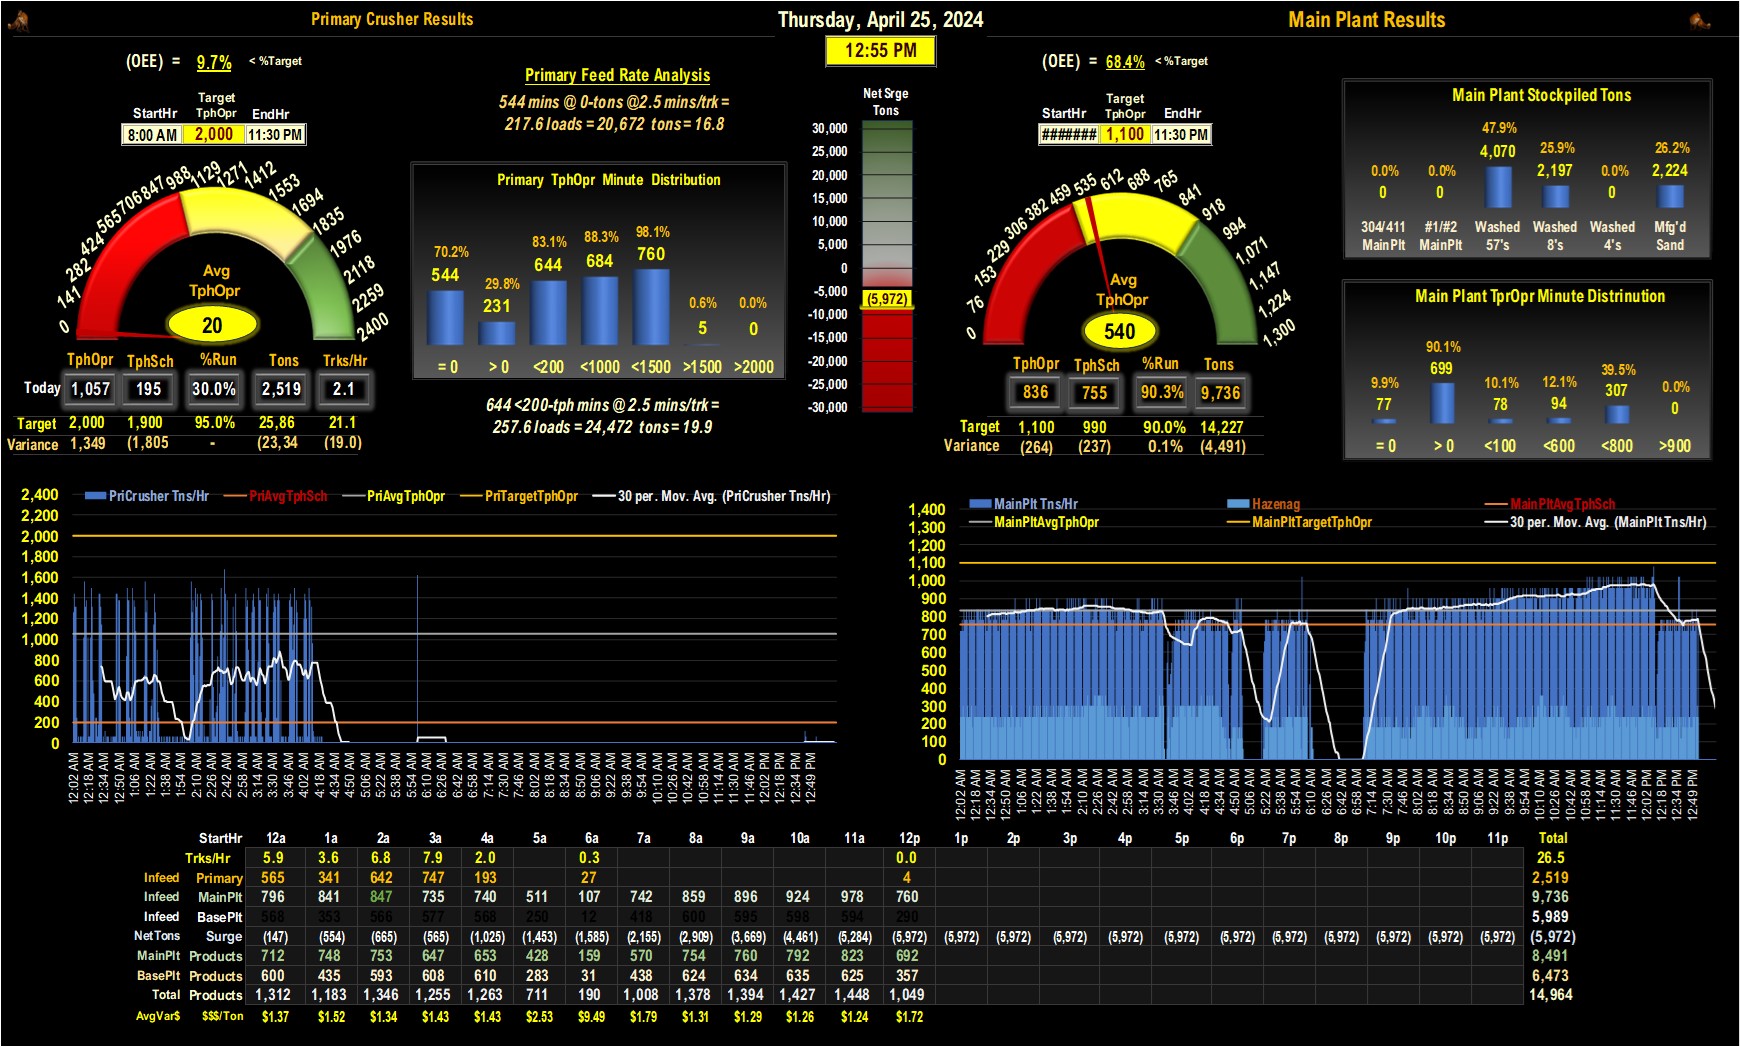 Primary Crusher Results
Thursday, April 25, 2024
Main Plant Results
12:55 PM
(OEE) = 9.7% < %Target
Target
StartHr TphOpr EndHr
8:00 AM 2,000 11:30 PM
0 141 282 424 565 706 847 988 1129 1271 1412 1553 1694 1835 1976 2118 2259 2400
Avg
TphOpr
20
TphOpr TphSch %Run Tons Trks/Hr
Today 1,057 195 30.0% 2,519 2.1
Target 2,000 1,900 95.0% 25,86 21.1
Variance 1,349 (1,805 - (23,34 (19.0)
Primary Feed Rate Analysis
544 mins @ 0-tons @2.5 mins/trk =
217.6 loads = 20,672 tons = 16.8
Primary TphOpr Minute Distribution
70.2% 29.8% 83.1% 88.3% 98.1% 0.6% 0.0%
544 231 644 684 760 5 0
= 0 > 0 <200 <1000 <1500 >1500 >2000
644 <200-tph mins @ 2.5 mins/trk =
257.6 loads = 24,472 tons = 19.9
Net Srge
Tons
30,000
25,000
20,000
15,000
10,000
5,000
0
-5,000
(5,972)
-10,000
-15,000
-20,000
-25,000
-30,000
(OEE) = 68.4% < %Target
Target
StartHr TphOpr EndHr
####### 1,100 11:30 PM
0 76 153 229 306 382 459 535 612 688 765 841 918 994 1,071 1,147 1,224 1,300
Avg
TphOpr
540
TphOpr TphSch %Run Tons
836 755 90.3% 9,736
Target 1,100 990 90.0% 14,227
Variance (264) (237) 0.1% (4,491)
Main Plant Stockpiled Tons
0.0% 0.0% 47.9% 25.9% 0.0% 26.2%
0 0 4,070 2,197 0 2,224
304/411 #1/#2 Washed Washed Washed Mfg'd
MainPlt MainPlt 57's 8's 4's Sand
Main Plant TprOpr Minute Distrinution
9.9% 90.1% 10.1% 12.1% 39.5% 0.0%
77 699 78 94 307 0
= 0 > 0 <100 <600 <800 >900
PriCrusher Tns/Hr PriAvgTphSch PriAvgTphOpr PriTargetTphOpr 30 per. Mov. Avg. (PriCrusher Tns/Hr)
2,400
2,200
2,000
1,800
1,600
1,400
1,200
1,000
800
600
400
200
0
12:02 AM 12:18 AM 12:34 AM 12:50 AM 1:06 AM 1:22 AM 1:38 AM 1:54 AM 2:10 AM 2:26 AM 2:42 AM 2:58 AM 3:14 AM 3:30 AM 3:46 AM 4:02 AM 4:18 AM 4:34 AM 4:50 AM 5:06 AM 5:22 AM 5:38 AM 5:54 AM 6:10 AM 6:26 AM 6:42 AM 6:58 AM 7:14 AM 7:30 AM 7:46 AM 8:02 AM 8:18 AM 8:34 AM 8:50 AM 9:06 AM 9:22 AM 9:38 AM 9:54 AM 10:10 AM 10:26 AM 10:42 AM 10:58 AM 11:14 AM 11:30 AM 11:46 AM 12:02 PM 12:18 PM 12:34 PM 12:49 PM
MainPlt Tns/Hr Hazenag MainPltAvgTphSch
MainPltAvgTphOpr MainPltTargetTphOpr 30 per. Mov. Avg. (MainPlt Tns/Hr)
1,400
1,300
1,200
1,100
1,000
900
800
700
600
500
400
300
200
100
0
12:02 AM 12:18 AM 12:34 AM 12:50 AM 1:06 AM 1:22 AM 1:38 AM 1:54 AM 2:10 AM 2:26 AM 2:42 AM 2:58 AM 3:14 AM 3:30 AM 3:46 AM 4:02 AM 4:18 AM 4:34 AM 4:50 AM 5:06 AM 5:22 AM 5:38 AM 5:54 AM 6:10 AM 6:26 AM 6:42 AM 6:58 AM 7:14 AM 7:30 AM 7:46 AM 8:02 AM 8:18 AM 8:34 AM 8:50 AM 9:06 AM 9:22 AM 9:38 AM 9:54 AM 10:10 AM 10:26 AM 10:42 AM 10:58 AM 11:14 AM 11:30 AM 11:46 AM 12:02 PM 12:18 PM 12:34 PM 12:49 PM
StartHr 12a 1a 2a 3a 4a 5a 6a 7a 8a 9a 10a 11a 12p 1p 2p 3p 4p 5p 6p 7p 8p 9p 10p 11p Total
Trks/Hr 5.9 3.6 6.8 7.9 2.0 0.3 0.0 26.5
Infeed Primary 565 341 642 747 193 27 4 2,519
Infeed MainPlt 796 841 847 735 740 511 107 742 859 896 924 978 760 9,736
Infeed BasePlt 568 353 566 577 568 250 12 418 600 595 598 594 290 5,989
NetTons Surge (147) (554) (665) (565) (1,025) (1,453) (1,585) (2,155) (2,909) (3,669) (4,461) (5,284) (5,972) (5,972) (5,972) (5,972) (5,972) (5,972) (5,972) (5,972) (5,972) (5,972) (5,972) (5,972) (5,972)
MainPlt Products 712 748 753 647 653 428 159 570 754 760 792 823 692 8,491
BasePlt Products 600 435 593 608 610 283 31 438 624 634 635 625 357 6,473
Total Products 1,312 1,183 1,346 1,255 1,263 711 190 1,008 1,378 1,394 1,427 1,448 1,049 14,964
AvgVar$ $$$/Ton $1.37 $1.52 $1.34 $1.43 $1.43 $2.53 $9.49 $1.79 $1.31 $1.29 $1.26 $1.24 $1.72